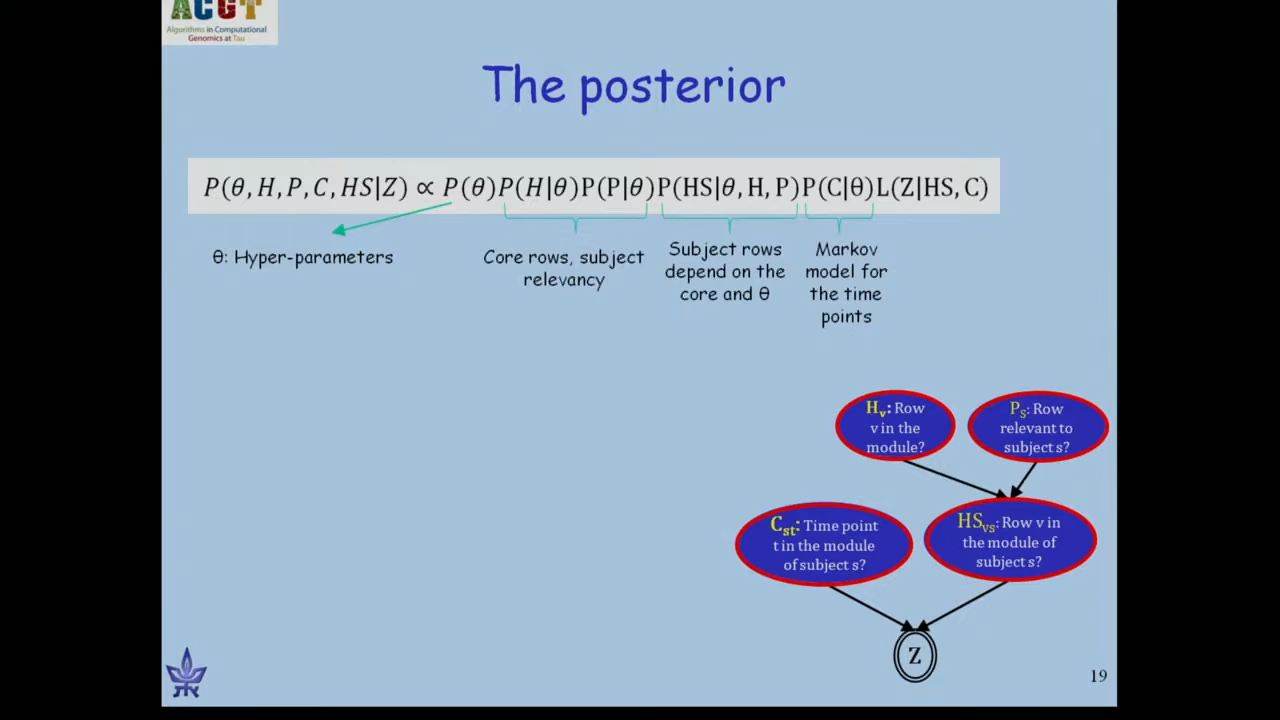 ACGT
Algorithms in Computational
Genomics at Tau
The posterior
P(θ, H, P, C, HS|Z) ∝ P(θ)P(H|θ)P(P|θ)P(HS|θ, H, P)P(C|θ)L(Z|HS, C)
θ: Hyper-parameters
Core rows, subject
relevancy
Subject rows
depend on the
core and θ
Markov
model for
the time
points
Hv: Row
v in the
module?
PS: Row
relevant to
subject s?
Cst: Time point
t in the module
of subject s?
HSvs: Row v in
the module of
subject s?
Z
19